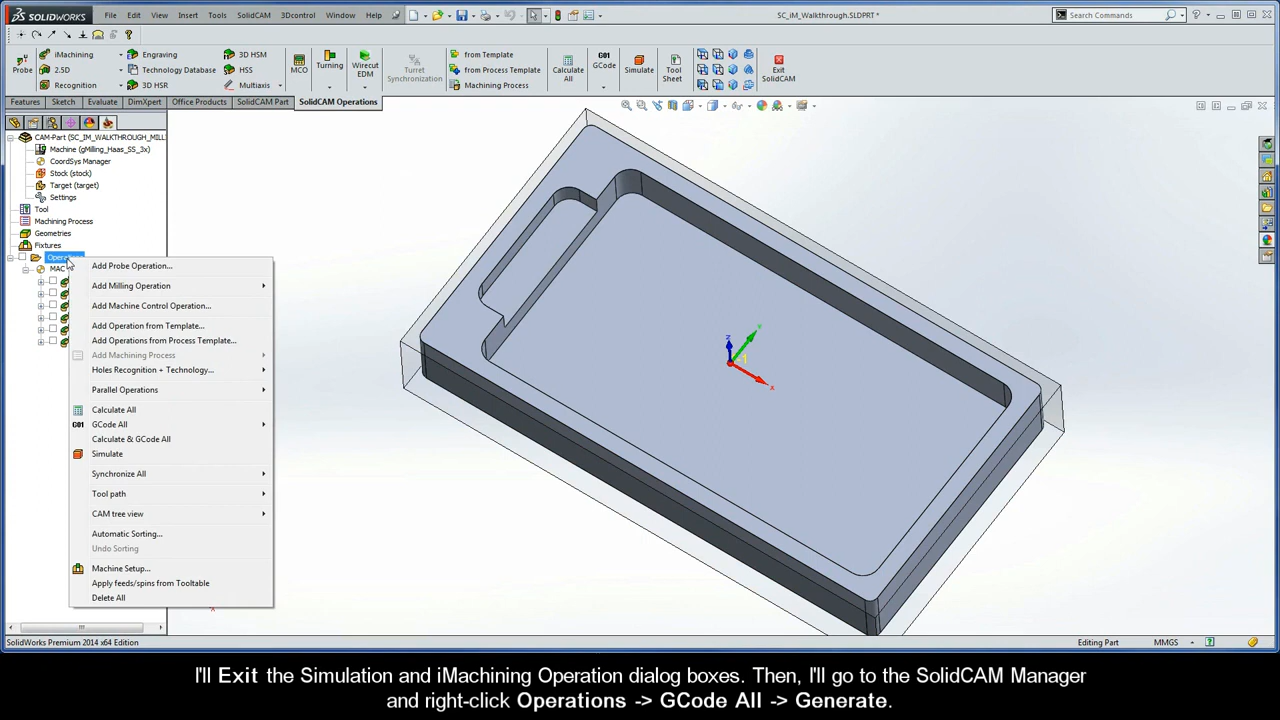 SOLIDWORKS File Edit View Insert Tools SolidCAM 3Dcontrol Window Help SC_iM_Walkthrough.SLDPRT * Search Commands
Probe iMachining 2.5D Recognition Engraving Technology Database 3D HSR 3D HSM HSS Multiaxis MCO Turning Wirecut EDM Turret Synchronization from Template from Process Template Machining Process Calculate All G01 GCode Simulate Tool Sheet Exit SolidCAM
Features Sketch Evaluate DimXpert Office Products SolidCAM Part SolidCAM Operations
CAM-Part (SC_IM_WALKTHROUGH_MILL
Machine (gMilling_Haas_SS_3x)
CoordSys Manager
Stock (stock)
Target (target)
Settings
Tool
Machining Process
Geometries
Fixtures
MAC
Add Probe Operation...
Add Milling Operation
Add Machine Control Operation...
Add Operation from Template...
Add Operations from Process Template...
Add Machining Process
Holes Recognition + Technology...
Parallel Operations
Calculate All
G01 GCode All
Calculate & GCode All
Simulate
Synchronize All
Tool path
CAM tree view
Automatic Sorting...
Undo Sorting
Machine Setup...
Apply feeds/spins from Tooltable
Delete All
z
Y
1
x
SolidWorks Premium 2014 x64 Edition Editing Part MMGS
I'll Exit the Simulation and iMachining Operation dialog boxes. Then, I'll go to the SolidCAM Manager
and right-click Operations -> GCode All -> Generate.